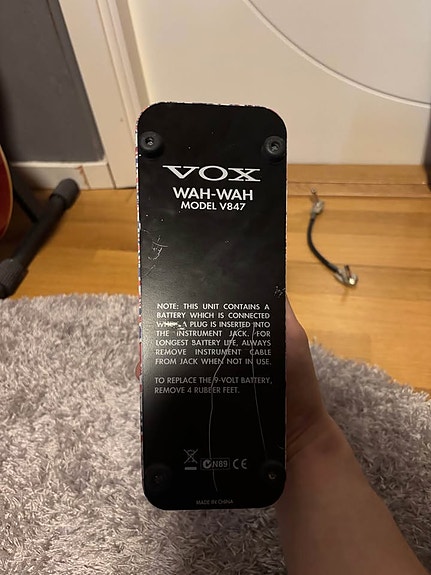 VOX
WAH-WAH
MODEL V847
NOTE: THIS UNIT CONTAINS A
BATTERY WHICH IS CONNECTED
WHEN A PLUG IS INSERTED INTO
THE INSTRUMENT JACK. FOR
LONGEST BATTERY LIFE, ALWAYS
REMOVE INSTRUMENT CABLE
FROM JACK WHEN NOT IN USE.
TO REPLACE THE 9-VOLT BATTERY,
REMOVE 4 RUBBER FEET.
N89 CE
MADE IN CHINA